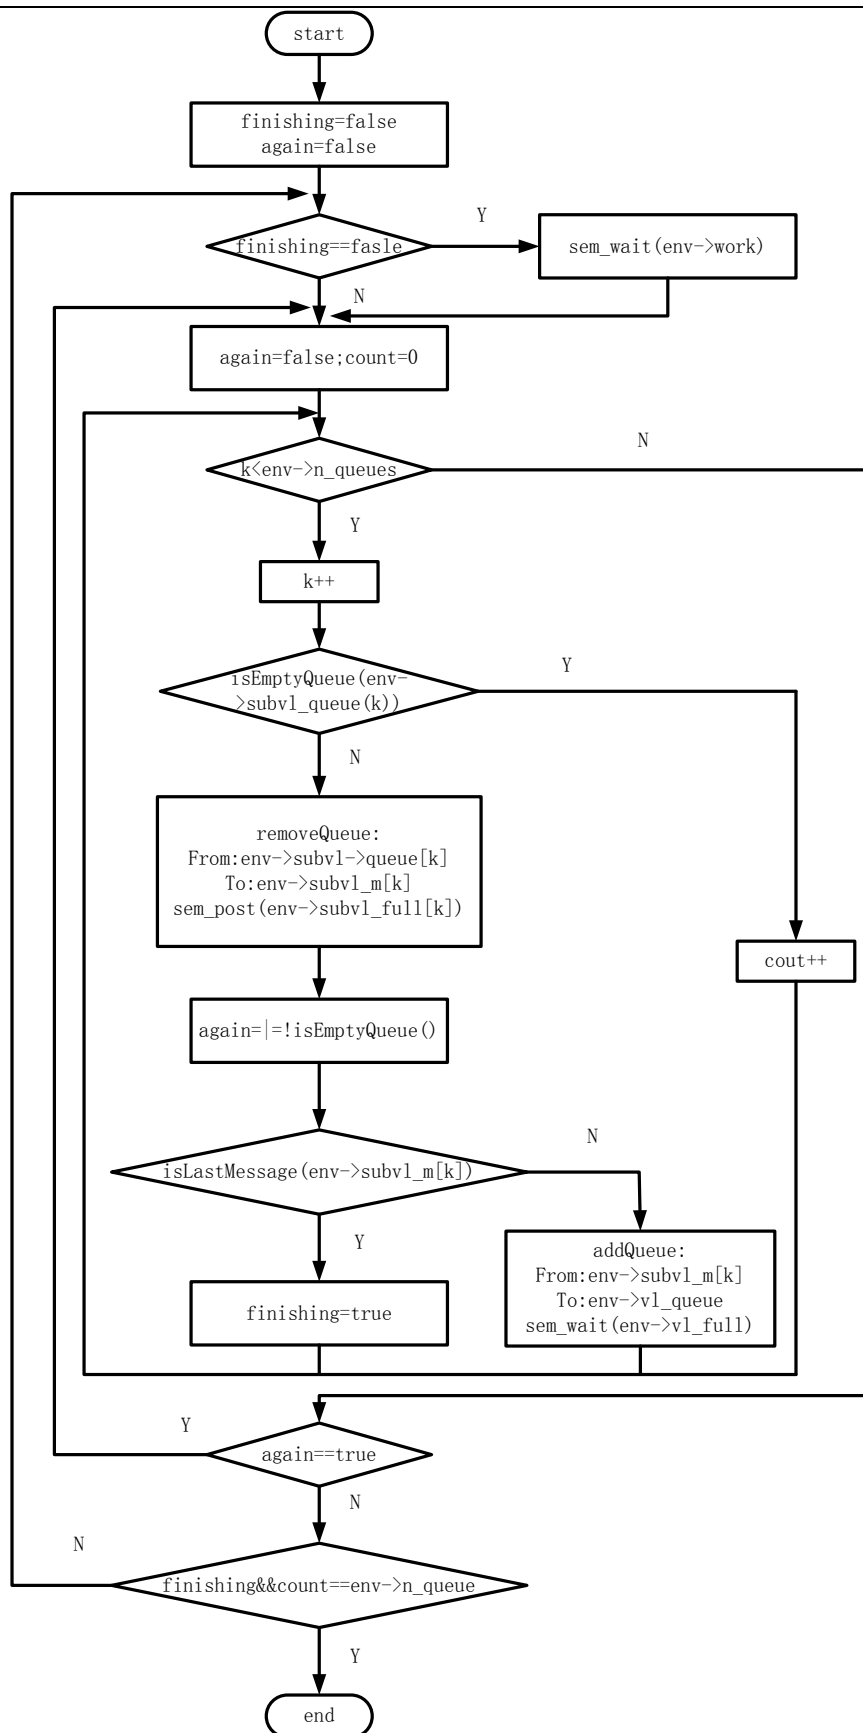 start
finishing=false
again=false
Y
finishing==fasle
sem_wait(env->work)
N
again=false;count=0
N
k<env->n_queues
Y
k++
Y
isEmptyQueue(env-
>subvl_queue(k))
N
removeQueue:
From:env->subvl->queue[k]
To:env->subvl_m[k]
sem_post(env->subvl_full[k])
cout++
again=|=!isEmptyQueue()
N
isLastMessage(env->subvl_m[k])
Y
addQueue:
From:env->subvl_m[k]
To:env->vl_queue
sem_wait(env->vl_full)
finishing=true
Y
again==true
N
N
finishing&&count==env->n_queue
Y
end